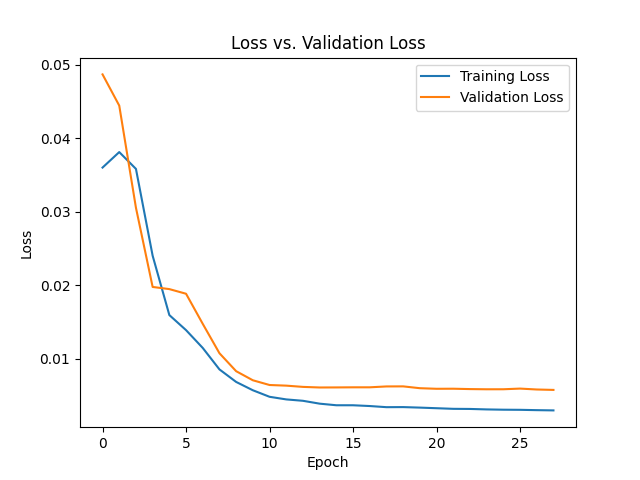 Loss vs. Validation Loss
Training Loss
Validation Loss
0.05
0.04
0.03
0.02
0.01
Loss
0 5 10 15 20 25
Epoch